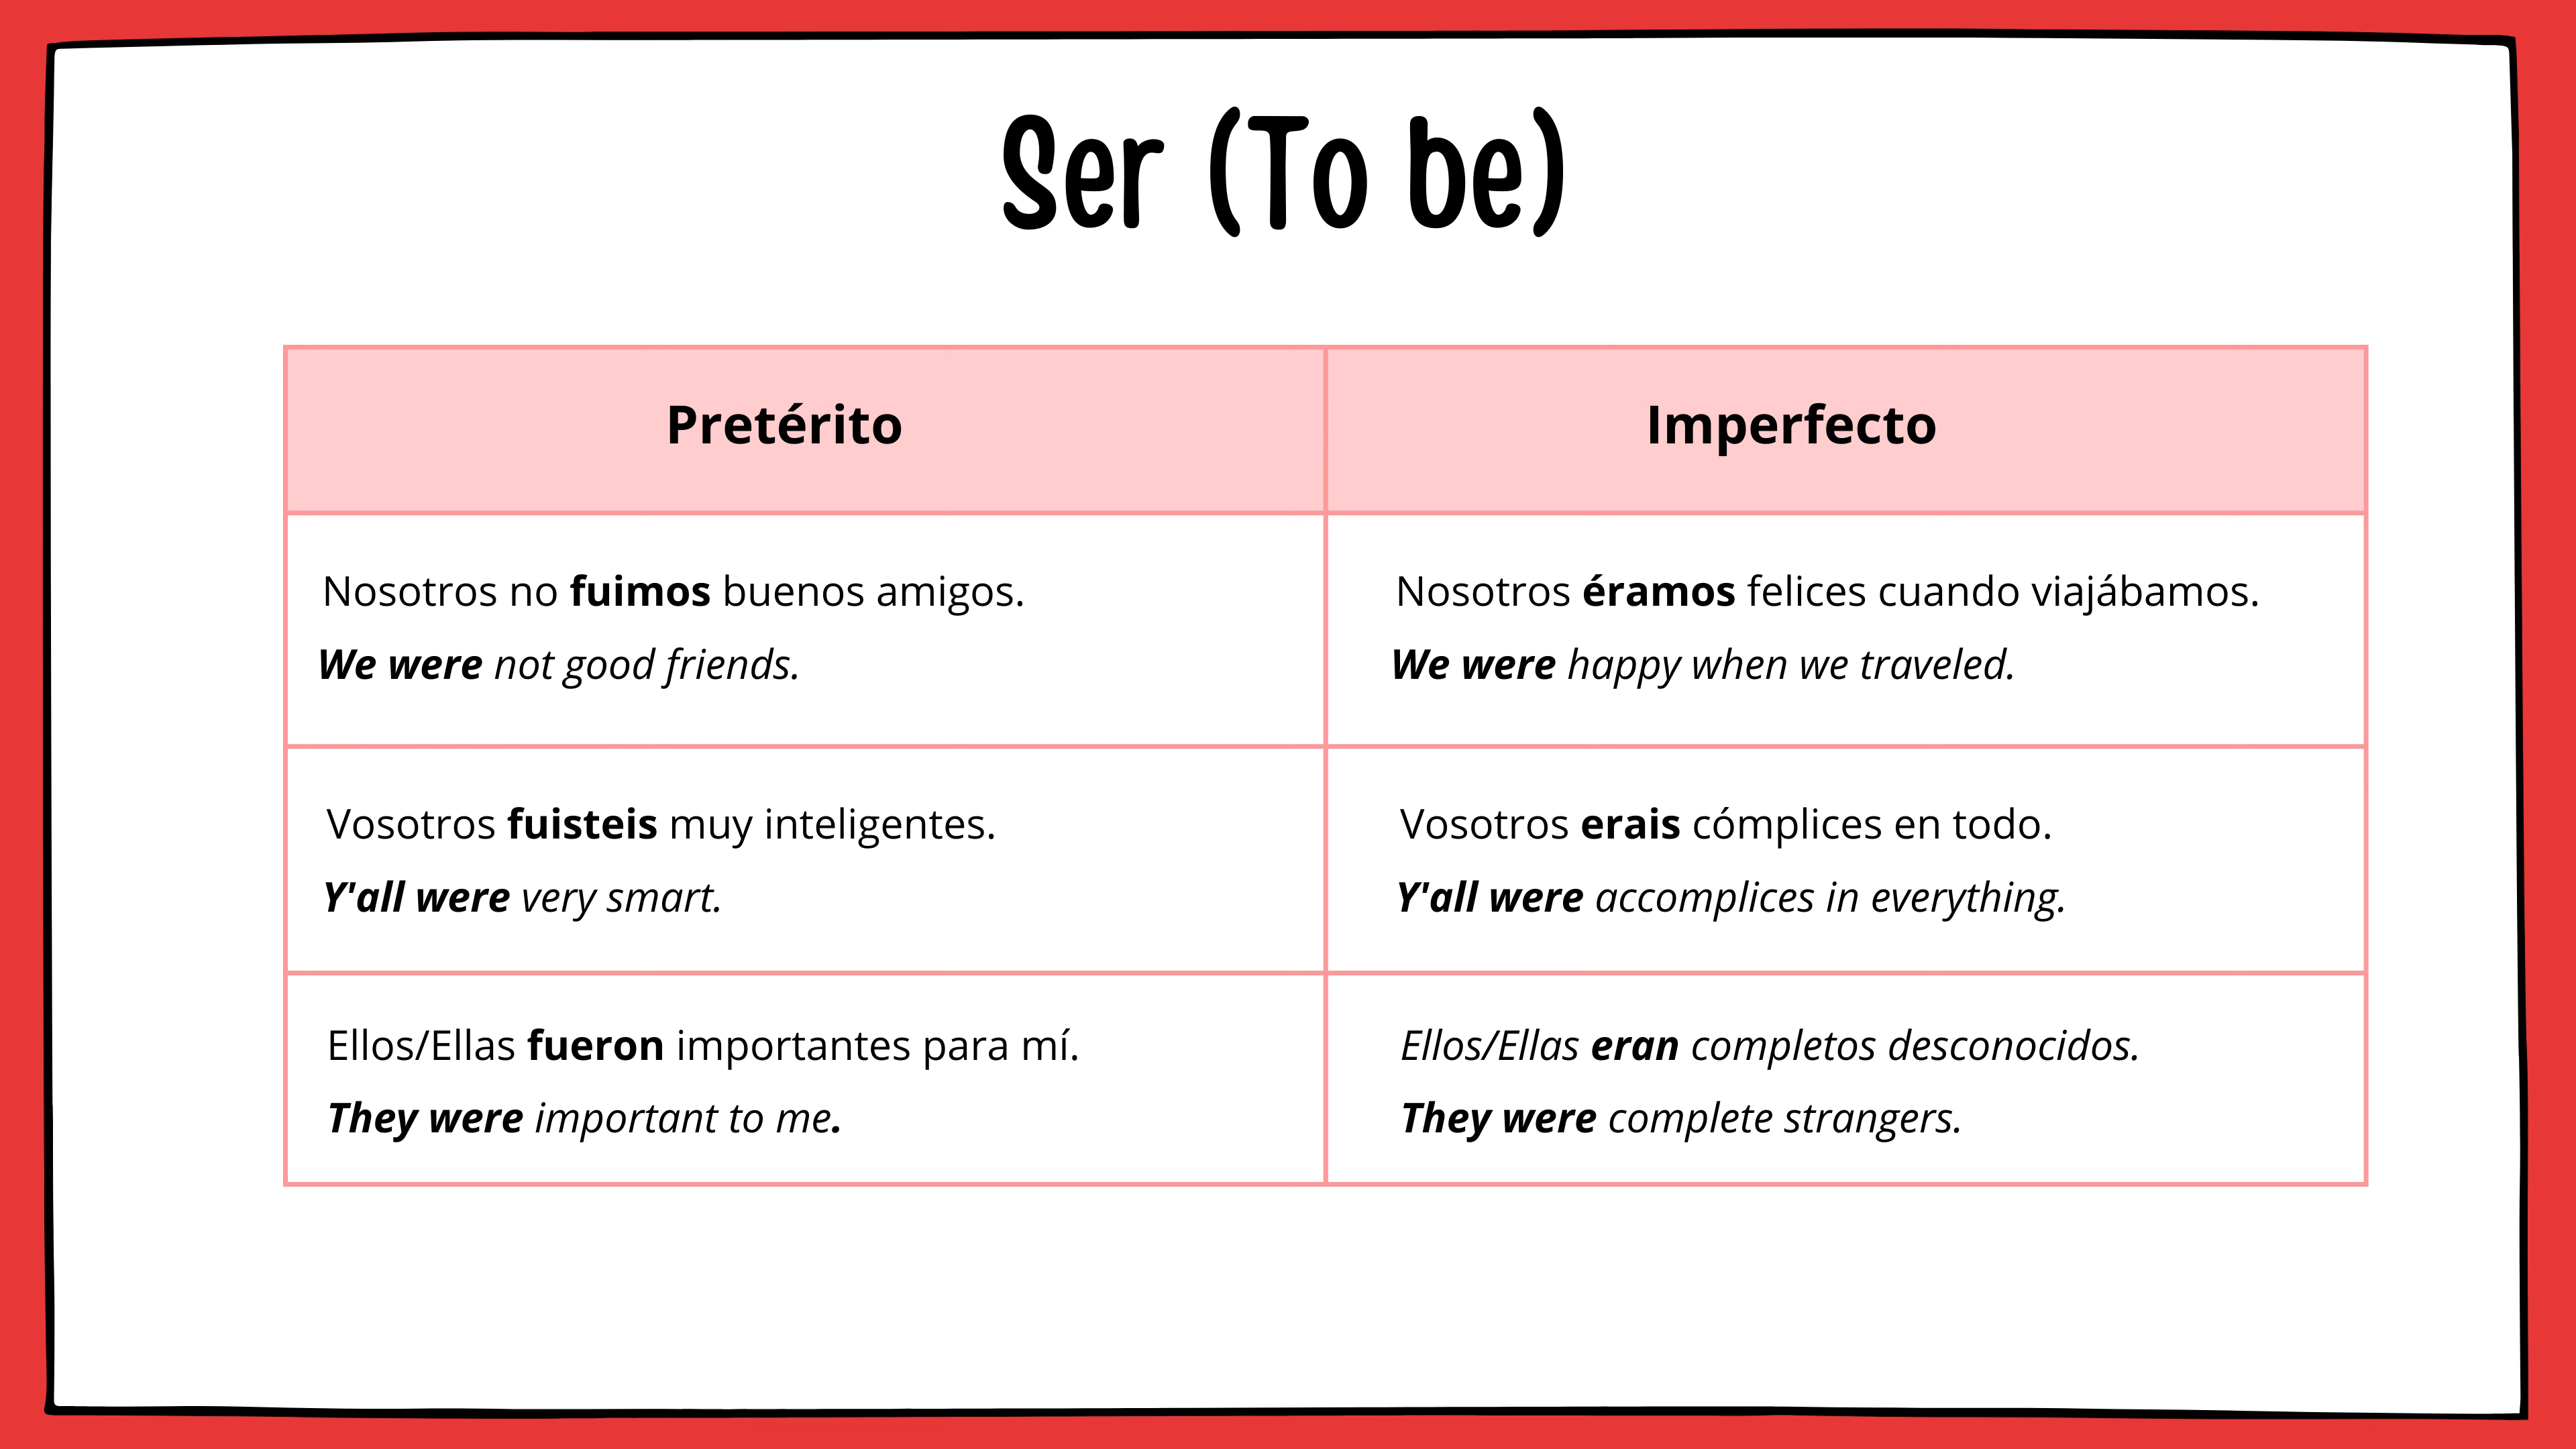 Ser (To be)
Pretérito
Imperfecto
Nosotros no fuimos buenos amigos.
We were not good friends.
Nosotros éramos felices cuando viajábamos.
We were happy when we traveled.
Vosotros fuisteis muy inteligentes.
Y'all were very smart.
Vosotros erais cómplices en todo.
Y'all were accomplices in everything.
Ellos/Ellas fueron importantes para mí.
They were important to me.
Ellos/Ellas eran completos desconocidos.
They were complete strangers.